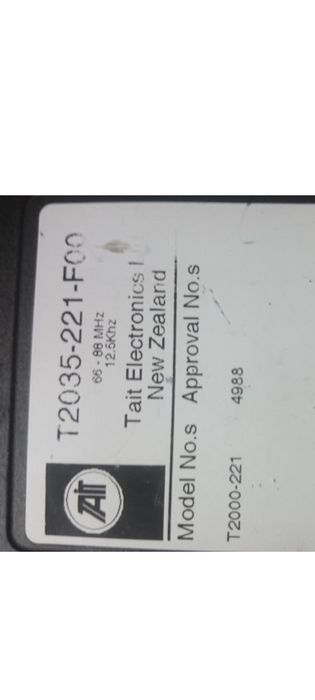 T2035-221-F00
66 - 88 MHz
12.5Khz
Tait Electronics
New Zealand
TAIT
Model No.s Approval No.s
T2000-221 4988